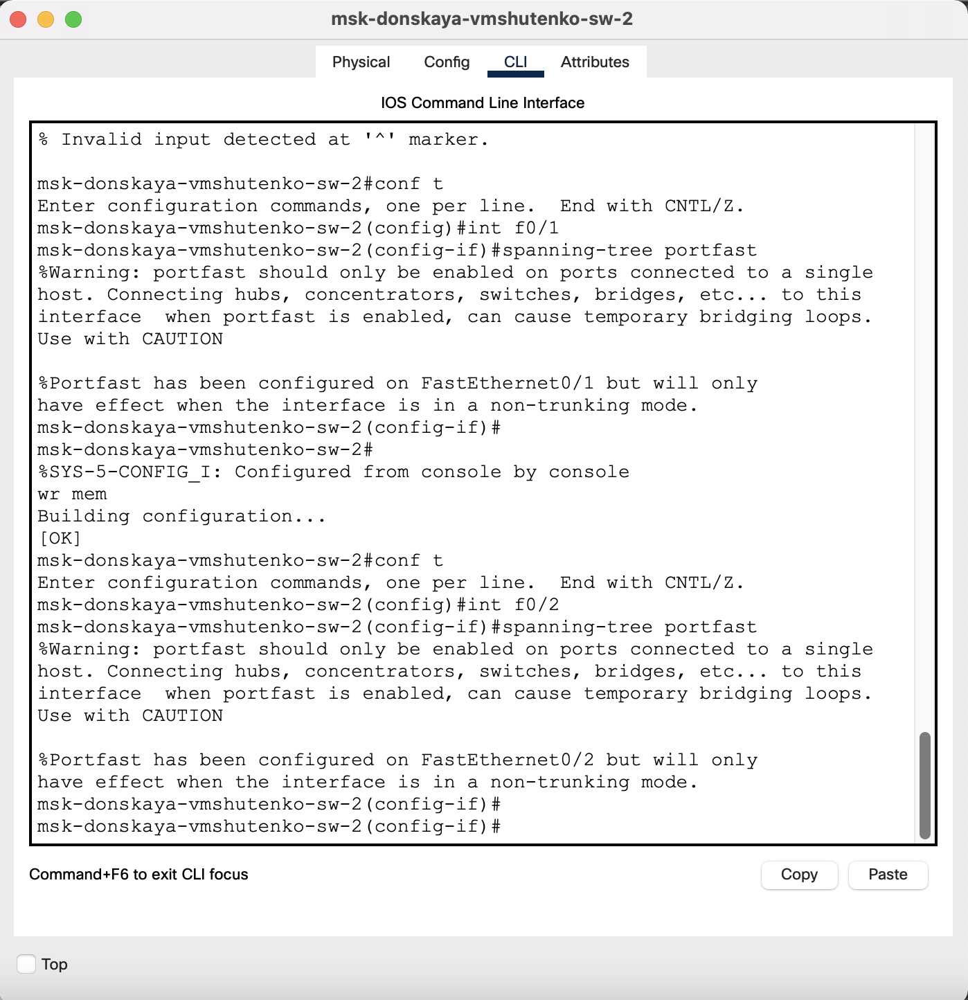 msk-donskaya-vmshutenko-sw-2
Physical Config CLI Attributes
IOS Command Line Interface
% Invalid input detected at '^' marker.
msk-donskaya-vmshutenko-sw-2#conf t
Enter configuration commands, one per line.  End with CNTL/Z.
msk-donskaya-vmshutenko-sw-2(config)#int f0/1
msk-donskaya-vmshutenko-sw-2(config-if)#spanning-tree portfast
%Warning: portfast should only be enabled on ports connected to a single
host. Connecting hubs, concentrators, switches, bridges, etc... to this
interface  when portfast is enabled, can cause temporary bridging loops.
Use with CAUTION
%Portfast has been configured on FastEthernet0/1 but will only
have effect when the interface is in a non-trunking mode.
msk-donskaya-vmshutenko-sw-2(config-if)#
msk-donskaya-vmshutenko-sw-2#
%SYS-5-CONFIG_I: Configured from console by console
wr mem
Building configuration...
[OK]
msk-donskaya-vmshutenko-sw-2#conf t
Enter configuration commands, one per line.  End with CNTL/Z.
msk-donskaya-vmshutenko-sw-2(config)#int f0/2
msk-donskaya-vmshutenko-sw-2(config-if)#spanning-tree portfast
%Warning: portfast should only be enabled on ports connected to a single
host. Connecting hubs, concentrators, switches, bridges, etc... to this
interface  when portfast is enabled, can cause temporary bridging loops.
Use with CAUTION
%Portfast has been configured on FastEthernet0/2 but will only
have effect when the interface is in a non-trunking mode.
msk-donskaya-vmshutenko-sw-2(config-if)#
msk-donskaya-vmshutenko-sw-2(config-if)#
Command+F6 to exit CLI focus
Copy Paste
Top